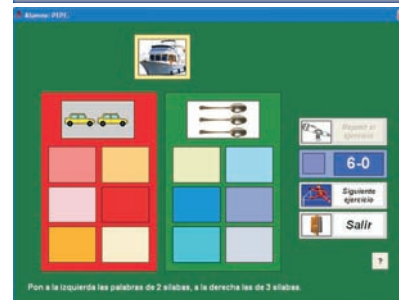 Alumno: PEPE.
Repetir el
ejercicio
6-0
Siguiente
ejercicio
Salir
?
Pon a la izquierda las palabras de 2 sílabas, a la derecha las de 3 sílabas.